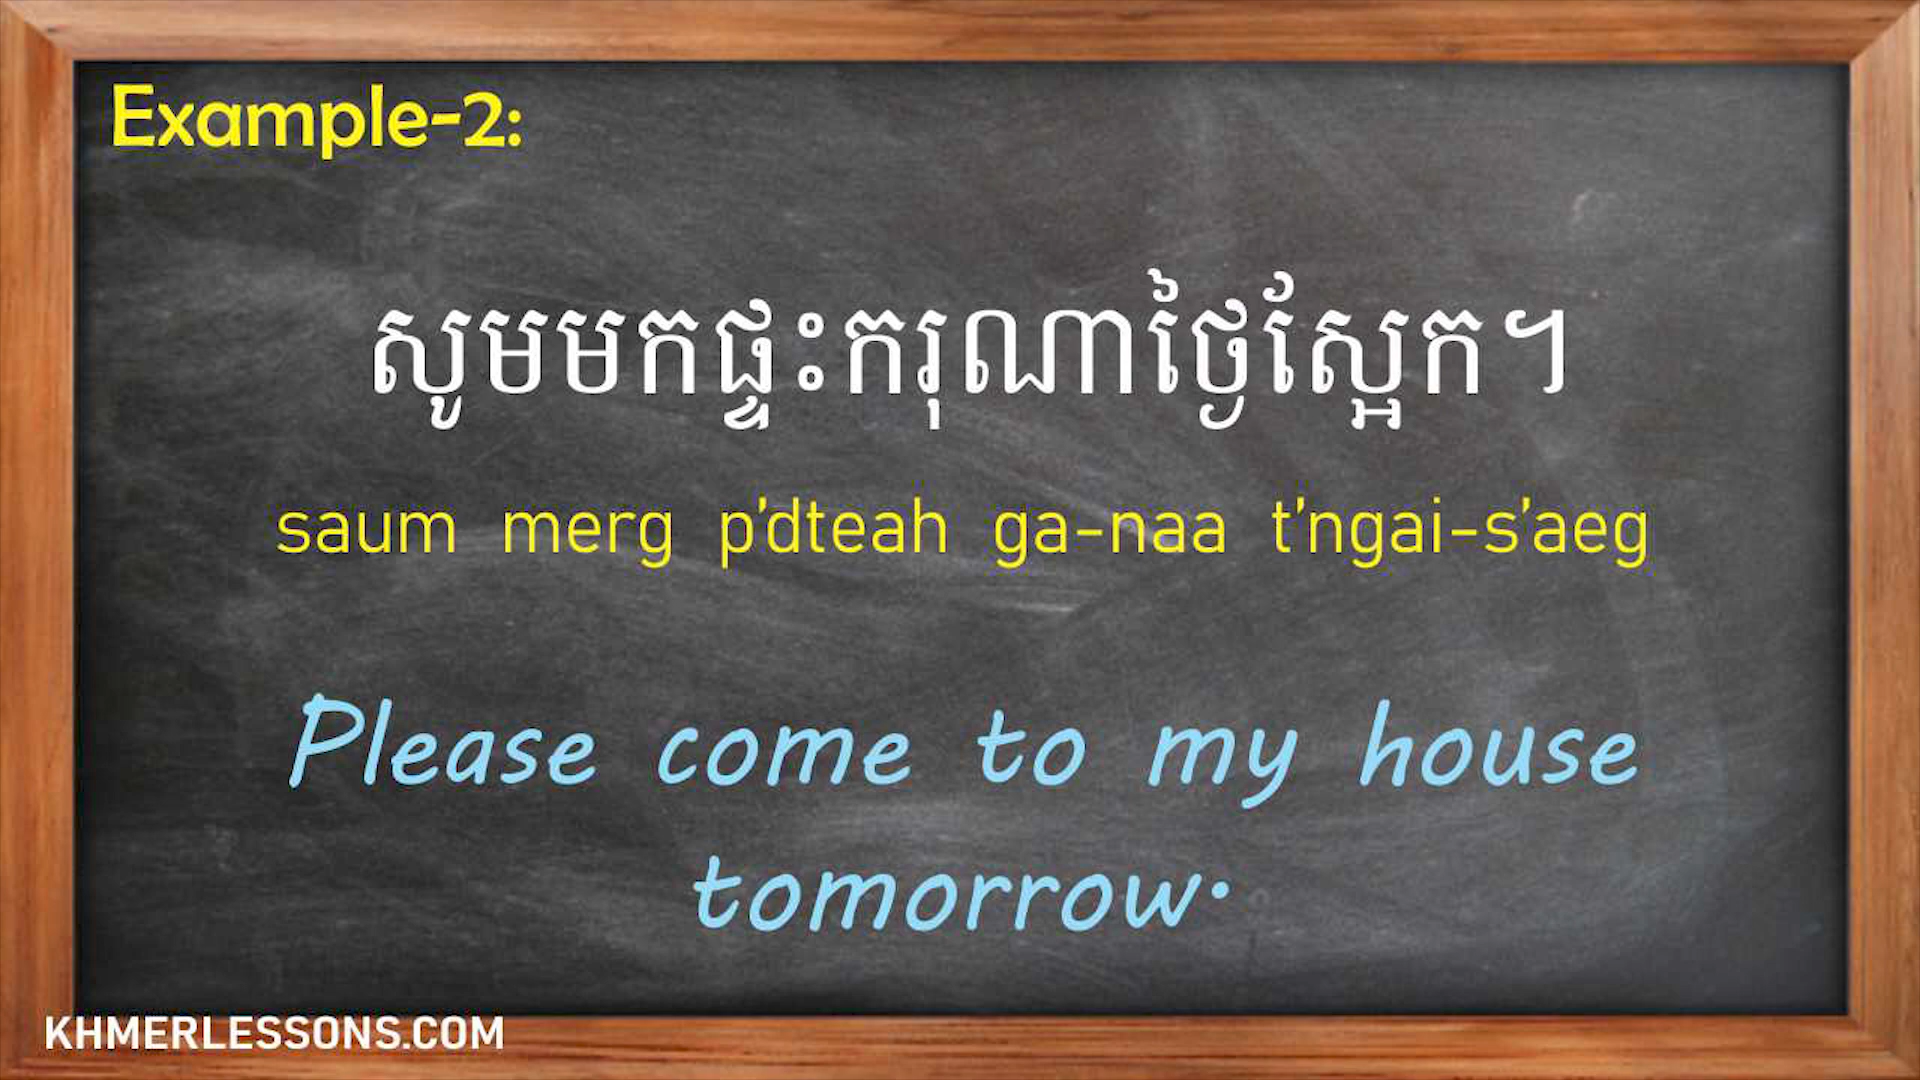 Example-2:
សូមមកផ្ទះករុណាថ្ងៃស្អែក។
saum merg p'dteah ga-naa t'ngai-s'aeg
Please come to my house
tomorrow.
KHMERLESSONS.COM